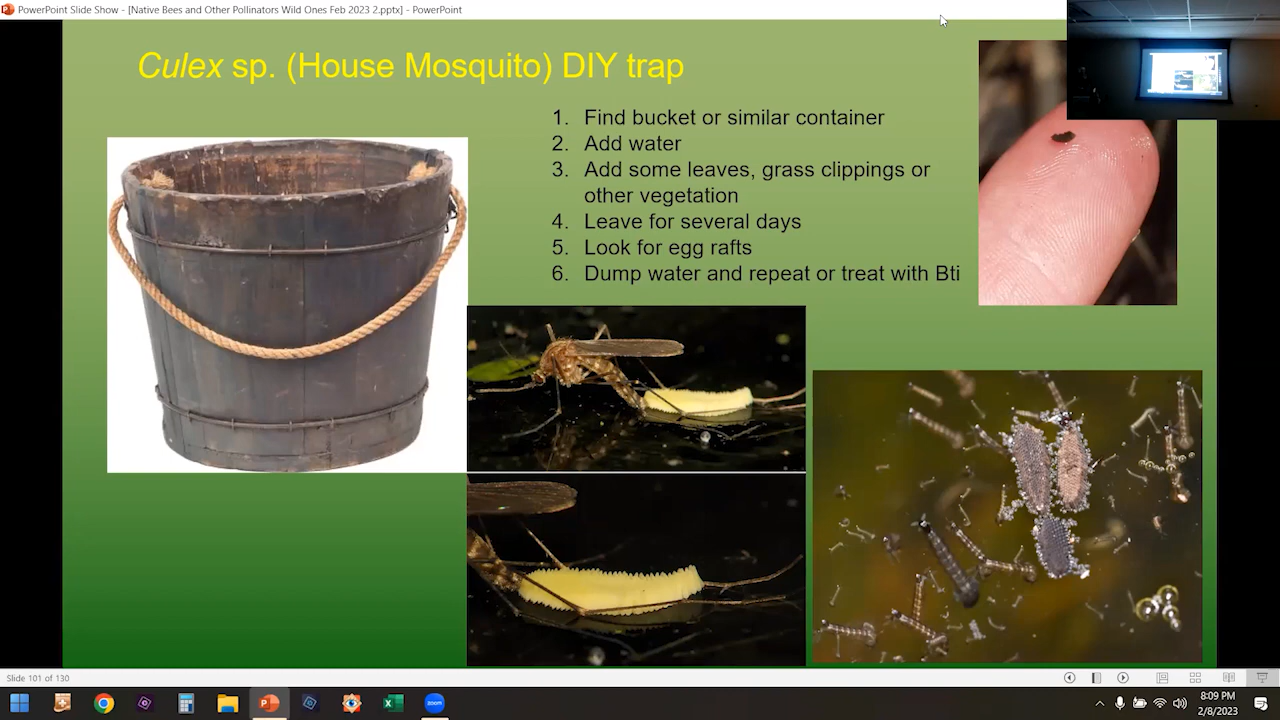 PowerPoint Slide Show - [Native Bees and Other Pollinators Wild Ones Feb 2023 2.pptx] - PowerPoint
Culex sp. (House Mosquito) DIY trap
1. Find bucket or similar container
2. Add water
3. Add some leaves, grass clippings or
other vegetation
4. Leave for several days
5. Look for egg rafts
6. Dump water and repeat or treat with Bti
Slide 101 of 130
zoom
8:09 PM
2/8/2023